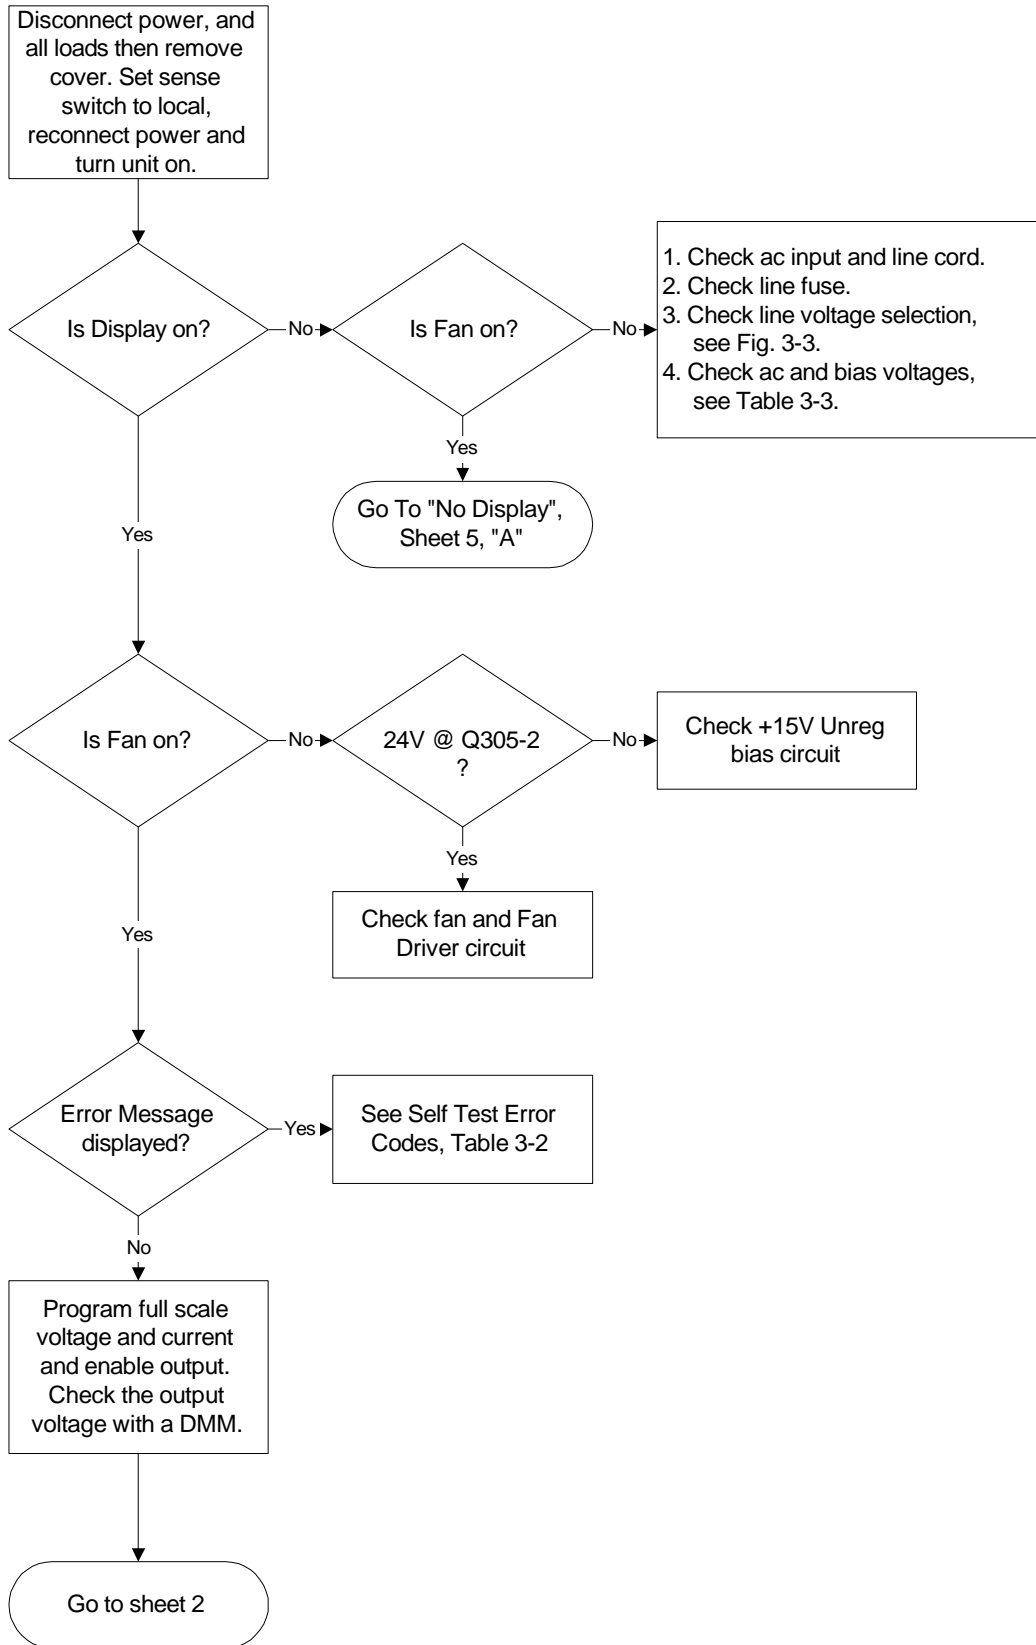 Disconnect power, and
all loads then remove
cover. Set sense
switch to local,
reconnect power and
turn unit on.
Is Display on?
No
Is Fan on?
No
1. Check ac input and line cord.
2. Check line fuse.
3. Check line voltage selection,
see Fig. 3-3.
4. Check ac and bias voltages,
see Table 3-3.
Yes
Go To "No Display",
Sheet 5, "A"
Yes
Is Fan on?
No
24V @ Q305-2
?
No
Check +15V Unreg
bias circuit
Yes
Check fan and Fan
Driver circuit
Yes
Error Message
displayed?
Yes
See Self Test Error
Codes, Table 3-2
No
Program full scale
voltage and current
and enable output.
Check the output
voltage with a DMM.
Go to sheet 2